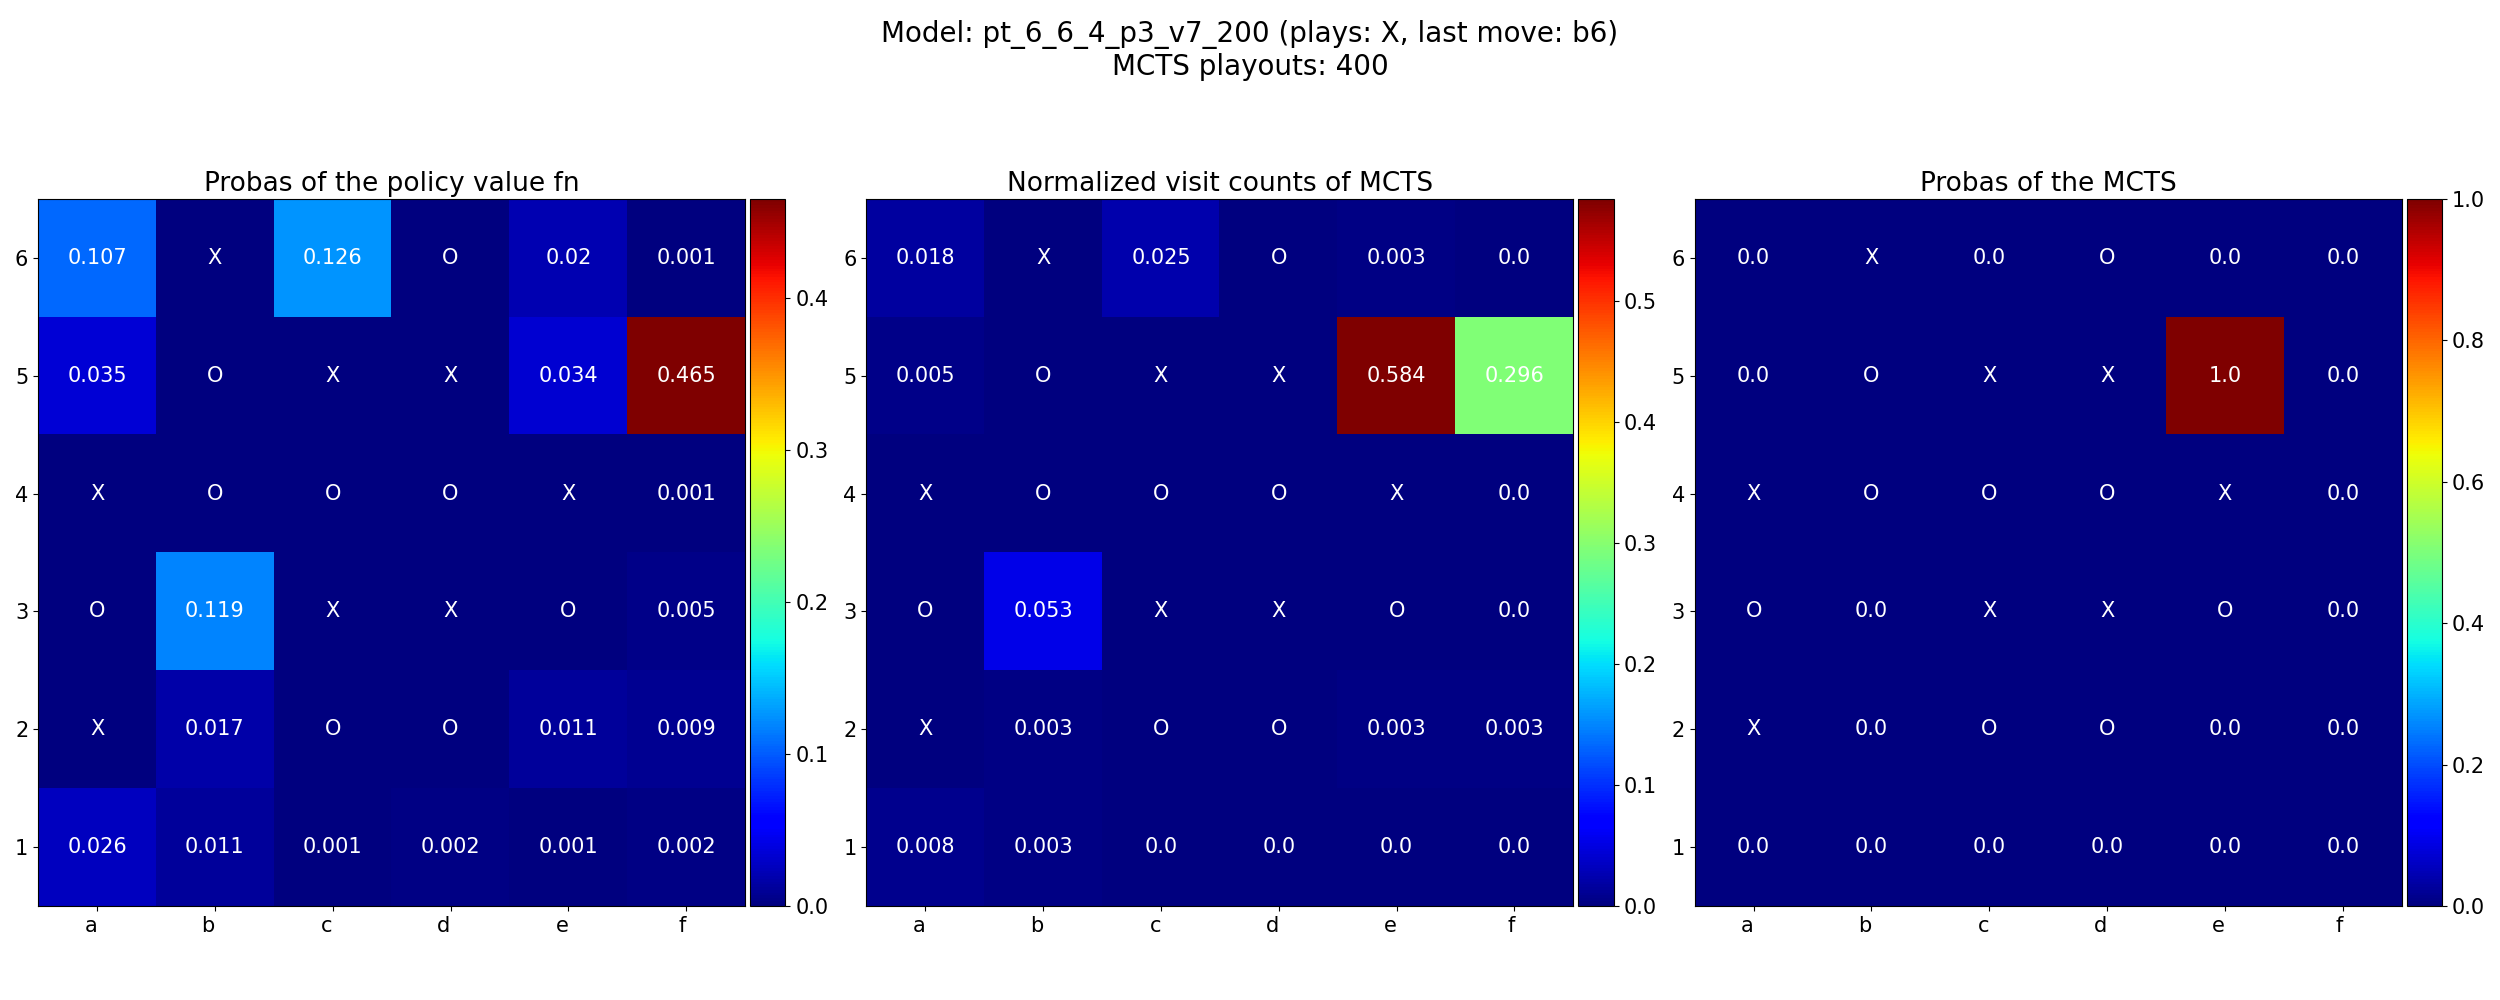 Model: pt_6_6_4_p3_v7_200 (plays: X, last move: b6)
MCTS playouts: 400
Probas of the policy value fn
6 0.107 X 0.126 O 0.02 0.001
5 0.035 O X X 0.034 0.465
4 X O O O X 0.001
3 O 0.119 X X O 0.005
2 X 0.017 O O 0.011 0.009
1 0.026 0.011 0.001 0.002 0.001 0.002
a b c d e f
0.4
0.3
0.2
0.1
0.0
Normalized visit counts of MCTS
6 0.018 X 0.025 O 0.003 0.0
5 0.005 O X X 0.584 0.296
4 X O O O X 0.0
3 O 0.053 X X O 0.0
2 X 0.003 O O 0.003 0.003
1 0.008 0.003 0.0 0.0 0.0 0.0
a b c d e f
0.5
0.4
0.3
0.2
0.1
0.0
Probas of the MCTS
6 0.0 X 0.0 O 0.0 0.0
5 0.0 O X X 1.0 0.0
4 X O O O X 0.0
3 O 0.0 X X O 0.0
2 X 0.0 O O 0.0 0.0
1 0.0 0.0 0.0 0.0 0.0 0.0
a b c d e f
1.0
0.8
0.6
0.4
0.2
0.0